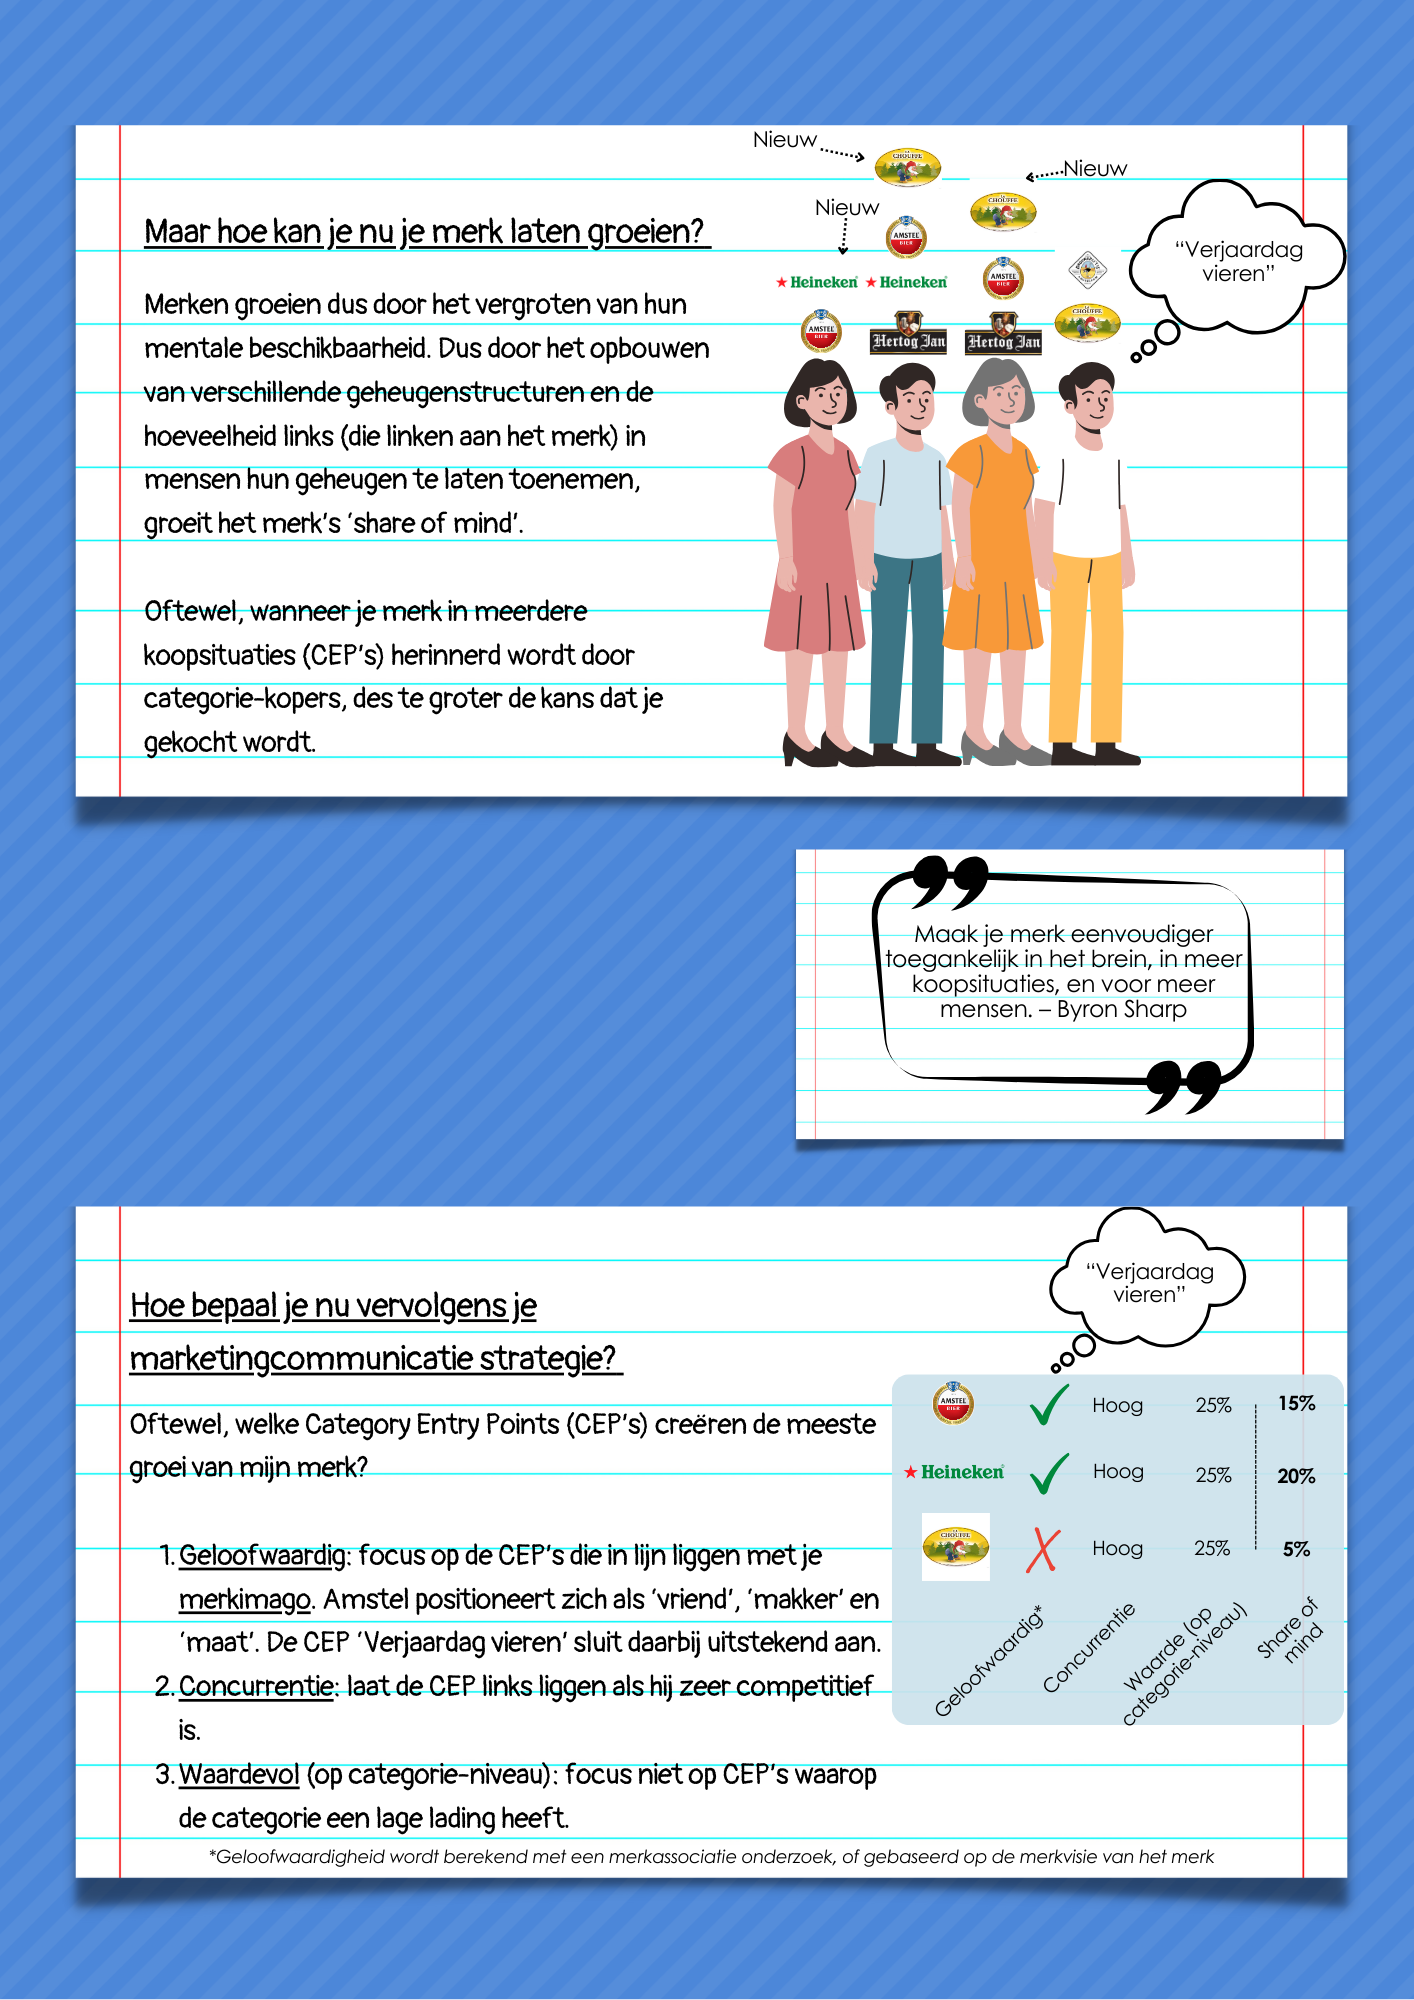 Nieuw
Nieuw
Nieuw
CHOUFFE
CHOUFFE
AMSTEL
BIER
Heineken
Heineken
AMSTEL
BIER
CHOUFFE
AMSTEL
BIER
Hertog Jan
Hertog Jan
“Verjaardag
vieren”
Maar hoe kan je nu je merk laten groeien?
Merken groeien dus door het vergroten van hun
mentale beschikbaarheid. Dus door het opbouwen
van verschillende geheugenstructuren en de
hoeveelheid links (die linken aan het merk) in
mensen hun geheugen te laten toenemen,
groeit het merk's ‘share of mind’.
Oftewel, wanneer je merk in meerdere
koopsituaties (CEP's) herinnerd wordt door
categorie-kopers, des te groter de kans dat je
gekocht wordt.
Maak je merk eenvoudiger
toegankelijk in het brein, in meer
koopsituaties, en voor meer
mensen. – Byron Sharp
“Verjaardag
vieren”
Hoe bepaal je nu vervolgens je
marketingcommunicatie strategie?
Oftewel, welke Category Entry Points (CEP's) creëren de meeste
groei van mijn merk?
1. Geloofwaardig: focus op de CEP's die in lijn liggen met je
merkimago. Amstel positioneert zich als ‘vriend’, ‘makker’ en
‘maat’. De CEP ‘Verjaardag vieren’ sluit daarbij uitstekend aan.
2. Concurrentie: laat de CEP links liggen als hij zeer competitief
is.
3. Waardevol (op categorie-niveau): focus niet op CEP's waarop
de categorie een lage lading heeft.
AMSTEL
BIER
Hoog 25% 15%
Heineken Hoog 25% 20%
CHOUFFE Hoog 25% 5%
Geloofwaardig*
Concurrentie
Waarde (op
categorie-niveau)
Share of
mind
*Geloofwaardigheid wordt berekend met een merkassociatie onderzoek, of gebaseerd op de merkvisie van het merk